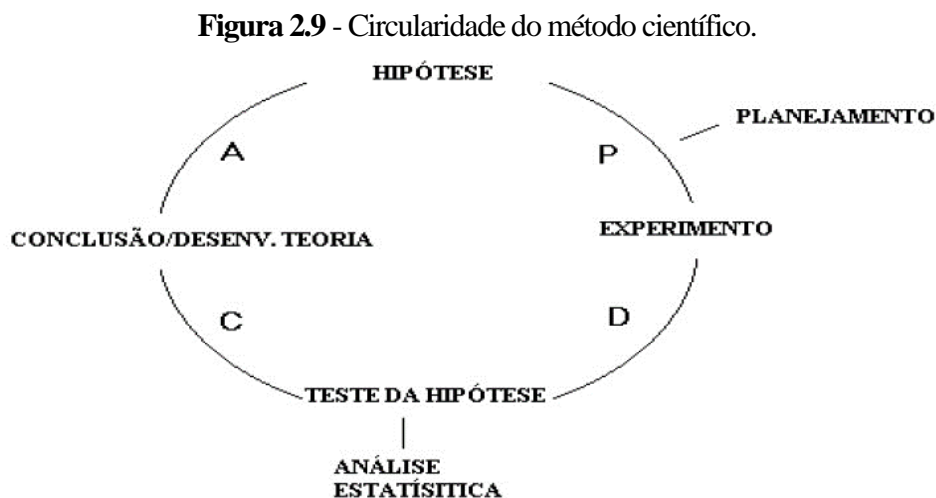 Figura 2.9 - Circularidade do método científico.
HIPÓTESE
PLANEJAMENTO
A
P
CONCLUSÃO/DESENV. TEORIA
EXPERIMENTO
C
D
TESTE DA HIPÓTESE
ANÁLISE
ESTATÍSITICA